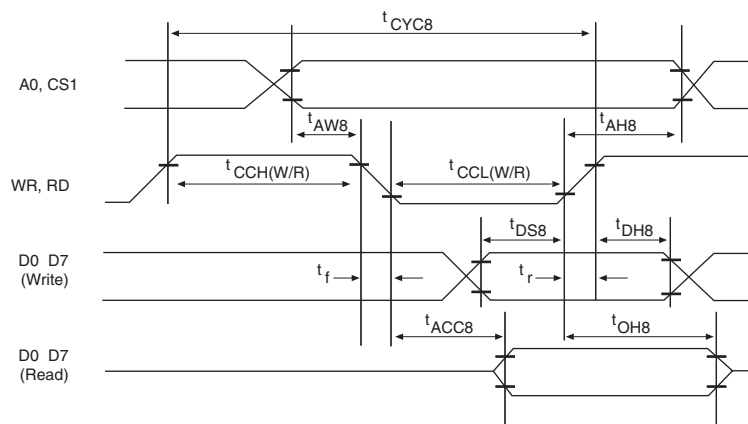 tCYC8
A0, CS1
tAW8
tAH8
WR, RD
tCCH(W/R)
tCCL(W/R)
tDS8
tDH8
D0 D7
(Write)
tf
tr
tACC8
tOH8
D0 D7
(Read)